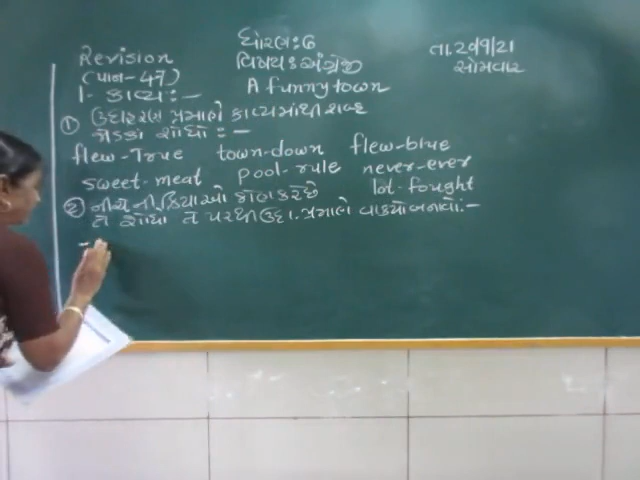 ધોરણ:6
Revision
વિષય:અંગ્રેજી
તા.21/9/21
સોમવાર
(પાન-47)
A funny town
1. કાવ્ય :-
① ઉદાહરણ પ્રમાણે કાવ્યમાંથી શબ્દ
જોડકાં શોધો :-
flew-True town-down flew-blue
sweet-meat pool-rule never-ever
lot-fought
② નીચેની ક્રિયાઓ કોણ કરે છે
તે શોધો તે પરથી ઉદા. પ્રમાણે વાક્યો બનાવો:-